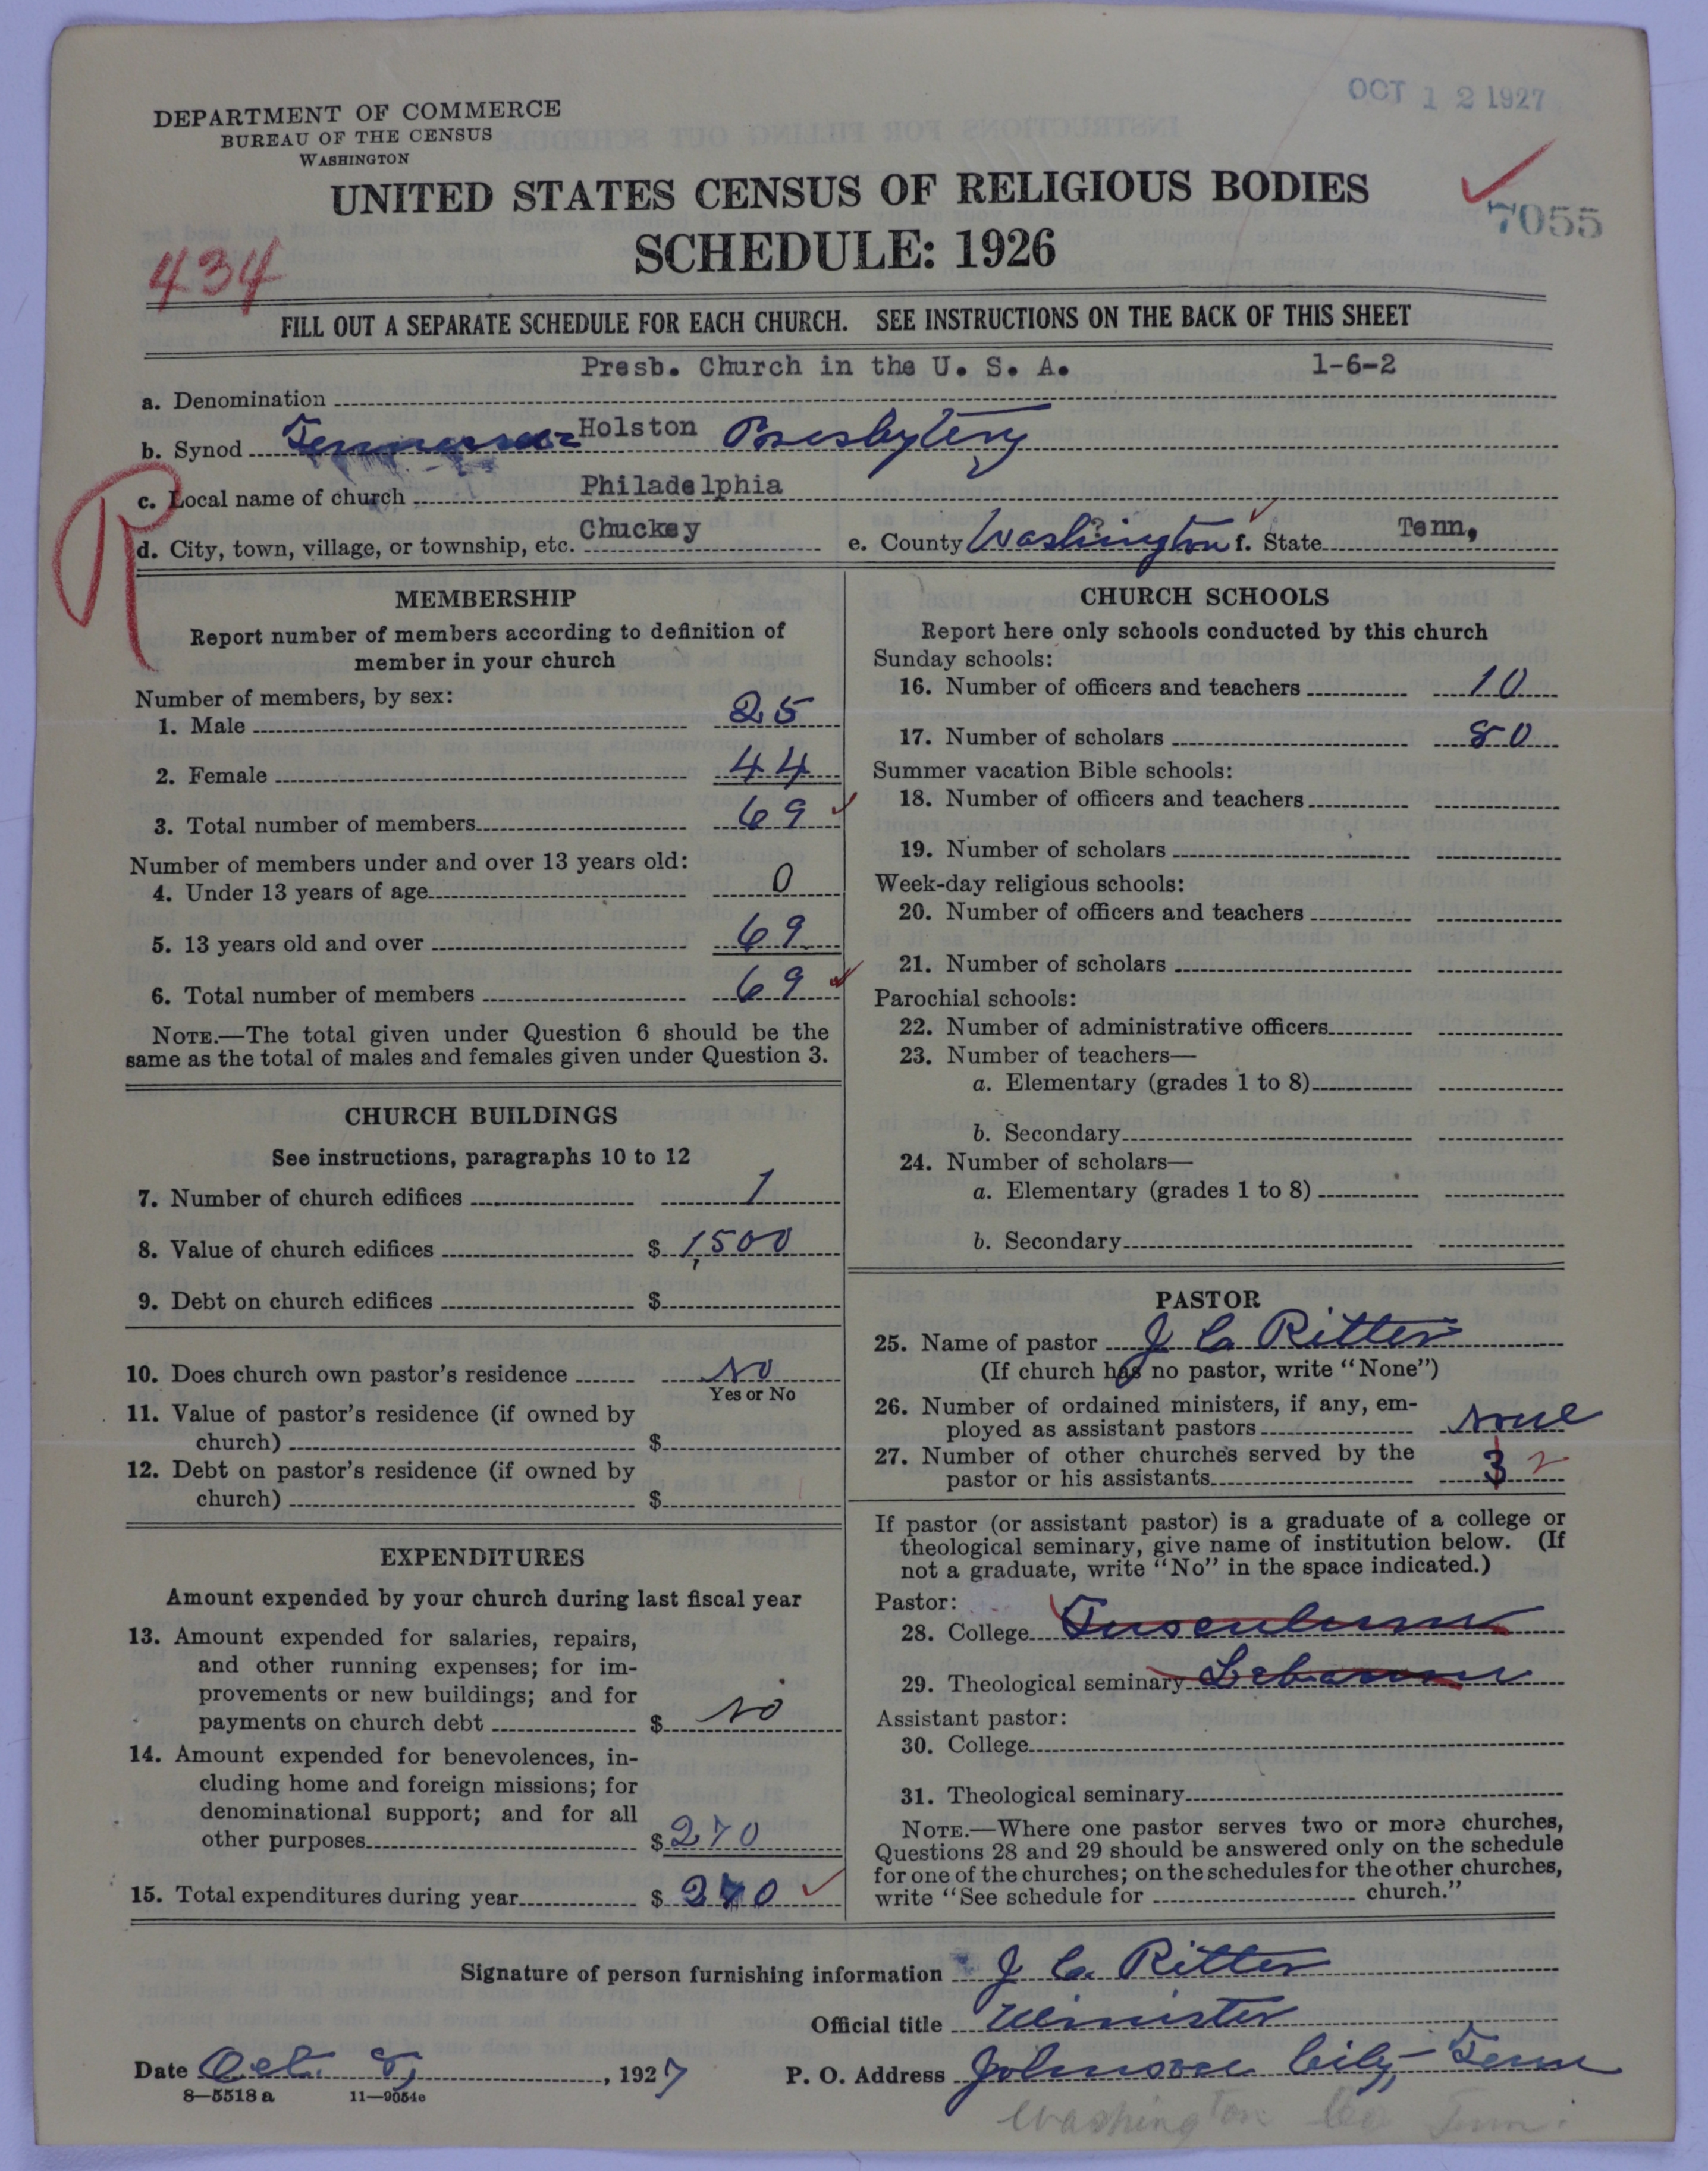 OCT 12 1927
DEPARTMENT OF COMMERCE
BUREAU OF THE CENSUS
WASHINGTON
UNITED STATES CENSUS OF RELIGIOUS BODIES
7055
SCHEDULE: 1926
434
FILL OUT A SEPARATE SCHEDULE FOR EACH CHURCH. SEE INSTRUCTIONS ON THE BACK OF THIS SHEET
Presb. Church in the U. S. A. 1-6-2
a. Denomination
b. Synod Tennessee Holston Presbytery
R
c. Local name of church Philadelphia
d. City, town, village, or township, etc. Chuckey e. County Washington f. State Tenn,
MEMBERSHIP
Report number of members according to definition of
member in your church
Number of members, by sex:
1. Male 25
2. Female 44
3. Total number of members 69
Number of members under and over 13 years old:
4. Under 13 years of age 0
5. 13 years old and over 69
6. Total number of members 69
NOTE.—The total given under Question 6 should be the
same as the total of males and females given under Question 3.
CHURCH BUILDINGS
See instructions, paragraphs 10 to 12
7. Number of church edifices 1
8. Value of church edifices $ 1,500
9. Debt on church edifices $
10. Does church own pastor's residence No
Yes or No
11. Value of pastor's residence (if owned by
church) $
12. Debt on pastor's residence (if owned by
church) $
EXPENDITURES
Amount expended by your church during last fiscal year
13. Amount expended for salaries, repairs,
and other running expenses; for im-
provements or new buildings; and for
payments on church debt $ No
14. Amount expended for benevolences, in-
cluding home and foreign missions; for
denominational support; and for all
other purposes $ 270
15. Total expenditures during year $ 270
CHURCH SCHOOLS
Report here only schools conducted by this church
Sunday schools:
16. Number of officers and teachers 10
17. Number of scholars 80
Summer vacation Bible schools:
18. Number of officers and teachers
19. Number of scholars
Week-day religious schools:
20. Number of officers and teachers
21. Number of scholars
Parochial schools:
22. Number of administrative officers
23. Number of teachers—
a. Elementary (grades 1 to 8)
b. Secondary
24. Number of scholars—
a. Elementary (grades 1 to 8)
b. Secondary
PASTOR
25. Name of pastor J C Ritter
(If church has no pastor, write "None")
26. Number of ordained ministers, if any, em-
ployed as assistant pastors none
27. Number of other churches served by the
pastor or his assistants 3 2
If pastor (or assistant pastor) is a graduate of a college or
theological seminary, give name of institution below. (If
not a graduate, write "No" in the space indicated.)
Pastor:
28. College Tusculum
29. Theological seminary Lebanon
Assistant pastor:
30. College
31. Theological seminary
NOTE.—Where one pastor serves two or more churches,
Questions 28 and 29 should be answered only on the schedule
for one of the churches; on the schedules for the other churches,
write "See schedule for church."
Signature of person furnishing information J C. Ritter
Official title Minister
Date Oct. 8, 1927 P. O. Address Johnson City, Tenn
8—5518 a 11—9054c
Washington Co Tenn.